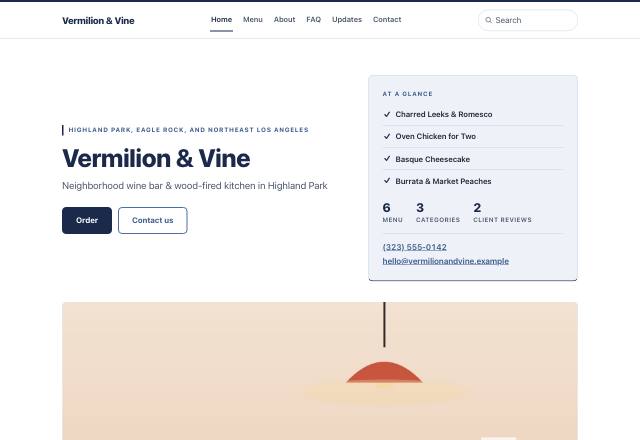 Vermilion & Vine
Home Menu About FAQ Updates Contact
Search
HIGHLAND PARK, EAGLE ROCK, AND NORTHEAST LOS ANGELES
Vermilion & Vine
Neighborhood wine bar & wood-fired kitchen in Highland Park
Order
Contact us
AT A GLANCE
Charred Leeks & Romesco
Oven Chicken for Two
Basque Cheesecake
Burrata & Market Peaches
6 3 2
MENU CATEGORIES CLIENT REVIEWS
(323) 555-0142
hello@vermilionandvine.example